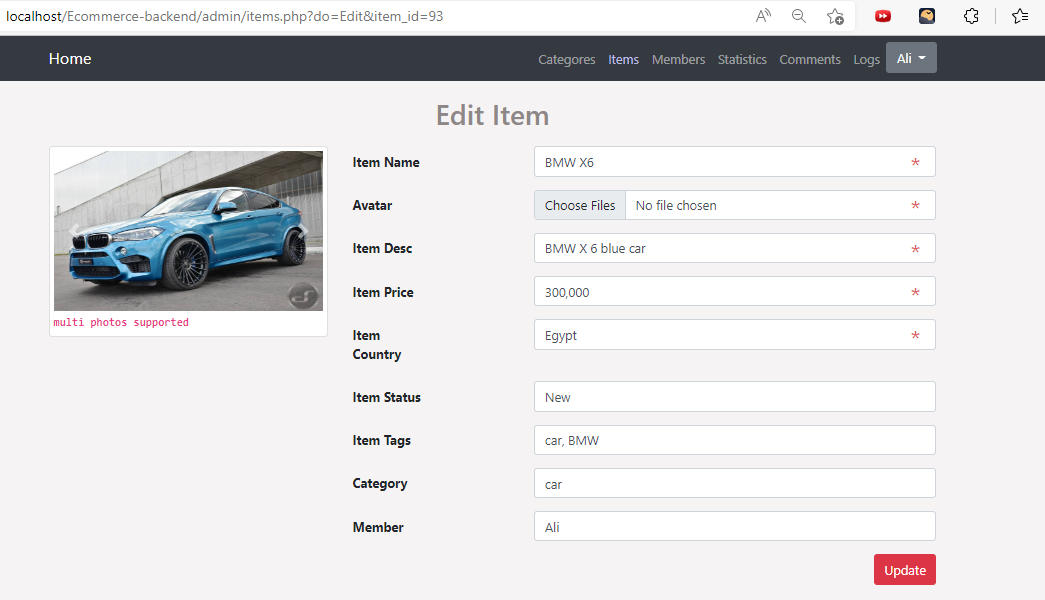 localhost/Ecommerce-backend/admin/items.php?do=Edit&item_id=93
Home
Categores Items Members Statistics Comments Logs Ali
Edit Item
multi photos supported
Item Name BMW X6 *
Avatar Choose Files No file chosen *
Item Desc BMW X 6 blue car *
Item Price 300,000 *
Item Country Egypt *
Item Status New
Item Tags car, BMW
Category car
Member Ali
Update